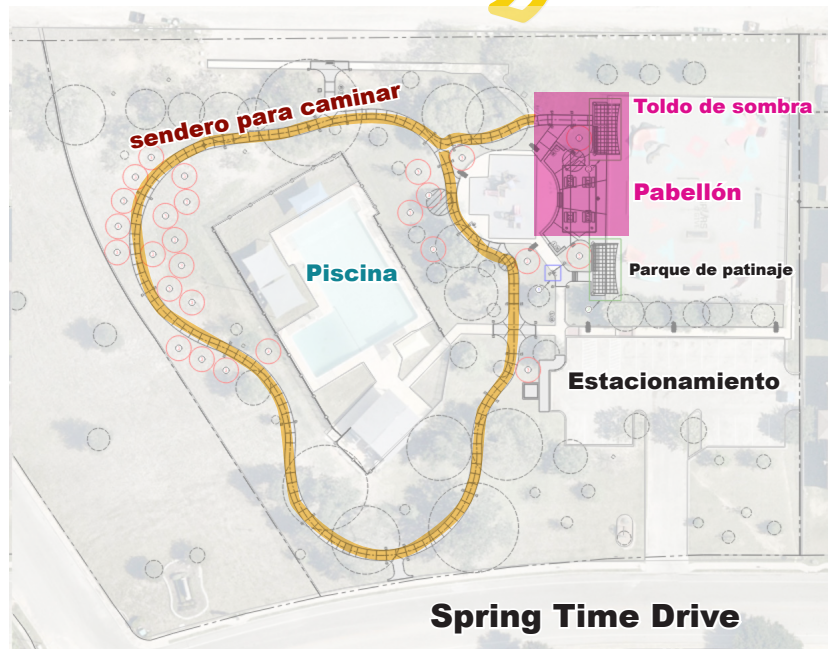 sendero para caminar
Toldo de sombra
Pabellón
Piscina
Parque de patinaje
Estacionamiento
Spring Time Drive